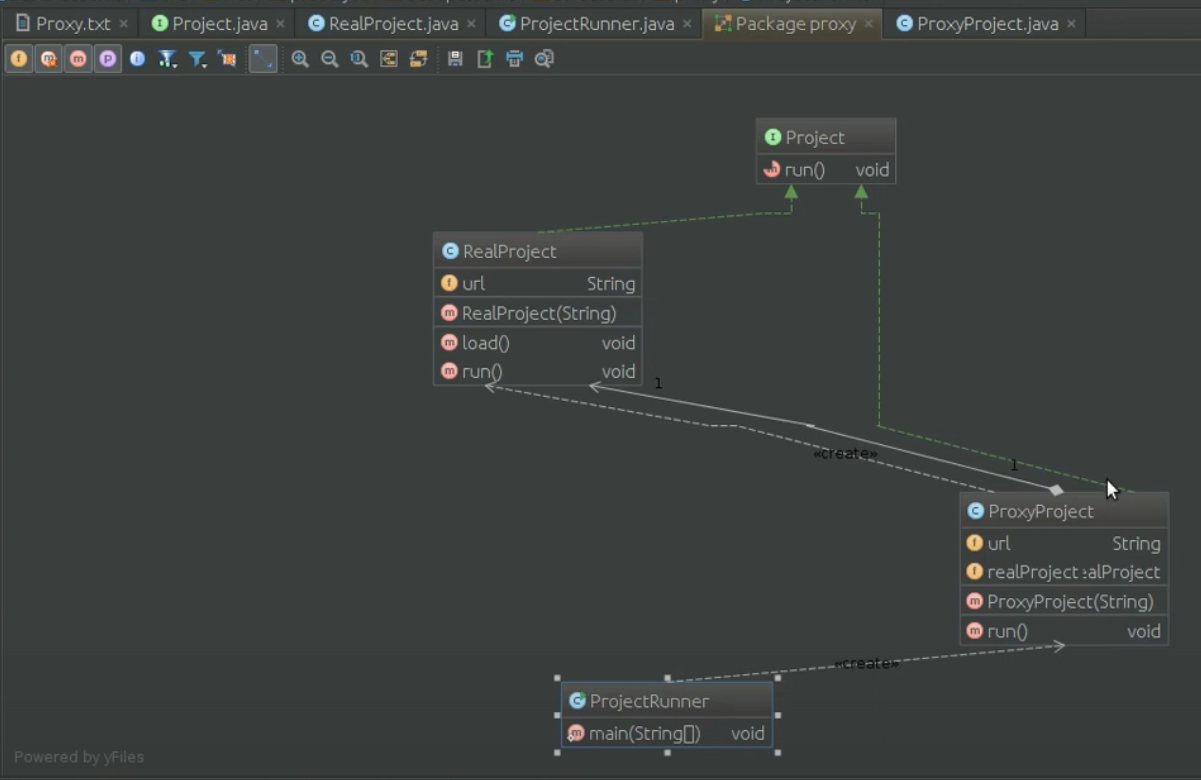 Proxy.txt Project.java RealProject.java ProjectRunner.java Package proxy ProxyProject.java
Project
run() void
RealProject
url String
RealProject(String)
load() void
run() void
1
«create»
1
ProxyProject
url String
realProject :ealProject
ProxyProject(String)
run() void
«create»
ProjectRunner
main(String[]) void
Powered by yFiles